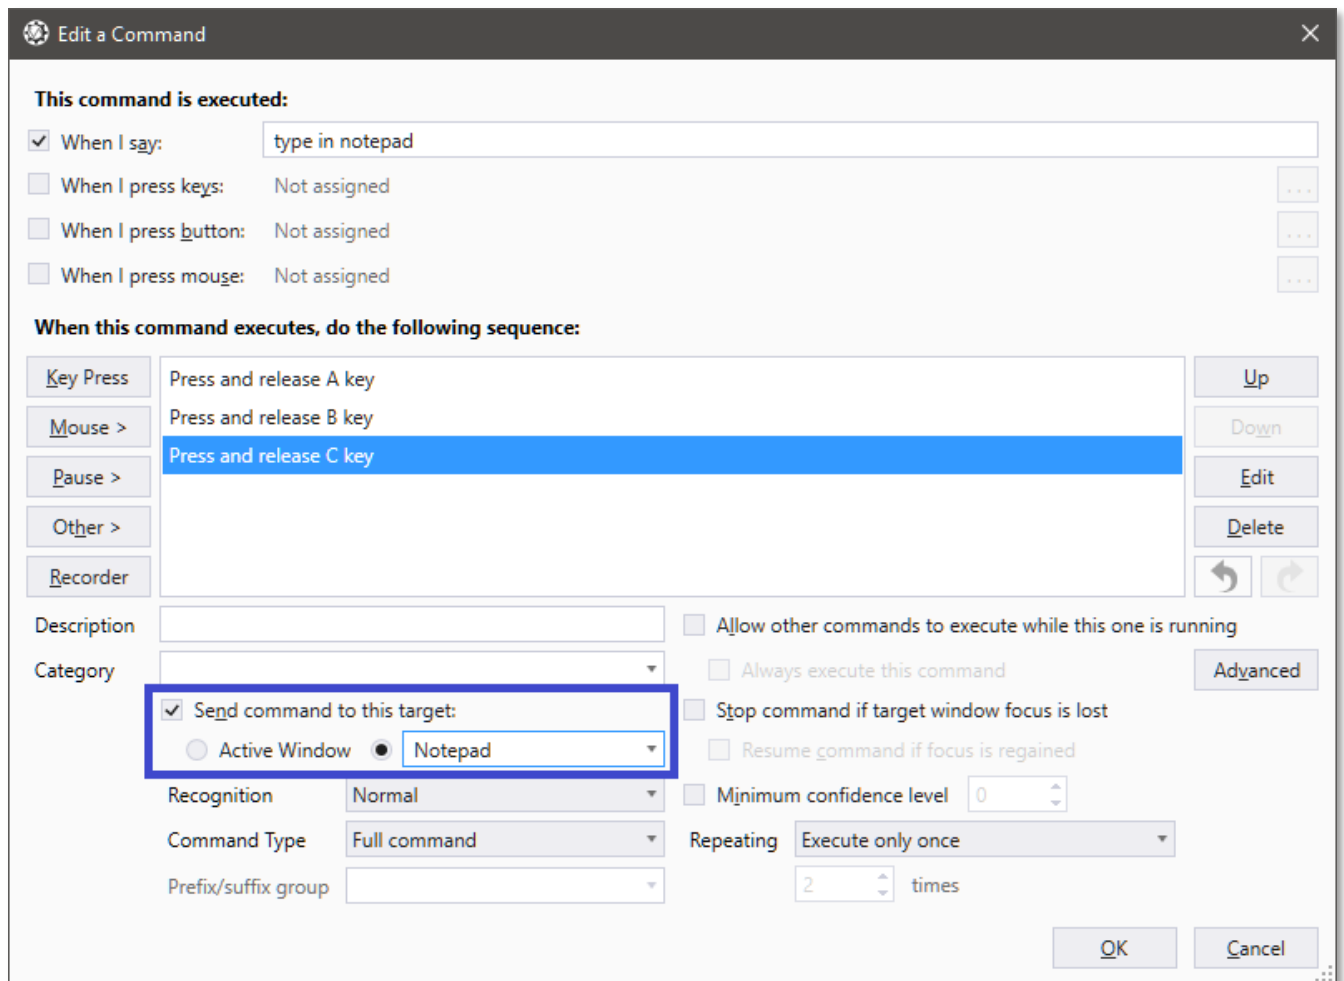 Edit a Command
This command is executed:
When I say: type in notepad
When I press keys: Not assigned ...
When I press button: Not assigned ...
When I press mouse: Not assigned ...
When this command executes, do the following sequence:
Key Press Press and release A key Up
Press and release B key
Mouse > Down
Press and release C key
Pause > Edit
Other > Delete
Recorder
Description Allow other commands to execute while this one is running
Category Always execute this command Advanced
Send command to this target: Stop command if target window focus is lost
Active Window Notepad Resume command if focus is regained
Recognition Normal Minimum confidence level 0
Command Type Full command Repeating Execute only once
Prefix/suffix group 2 times
OK Cancel